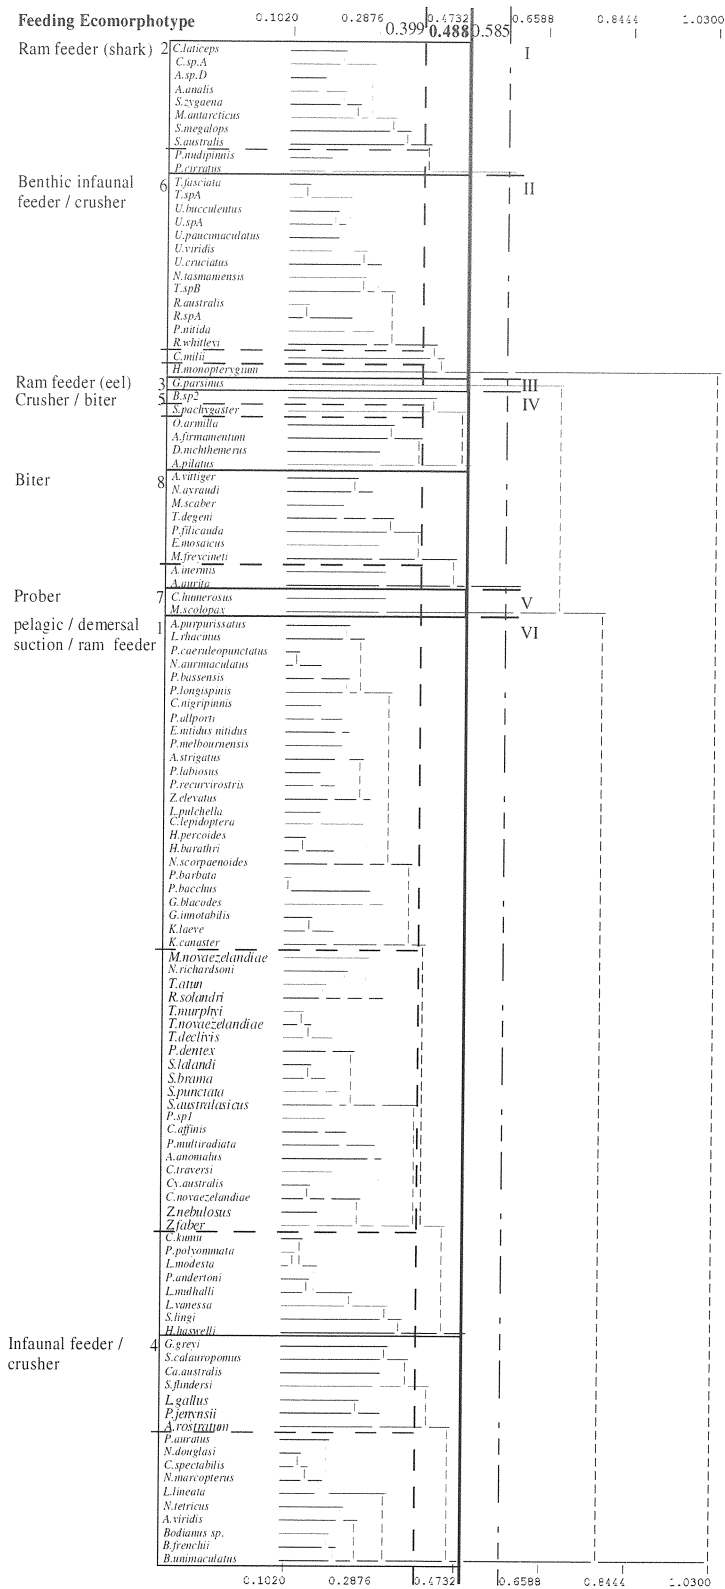 Feeding Ecomorphotype 0.1020 0.2876 0.4732 0.6588 0.8444 1.0300
0.399 0.488 0.585
Ram feeder (shark) 2 C.laticeps I
C.sp.A
A.sp.D
A.analis
S.zygaena
M.antarcticus
S.megalops
S.australis
P.nudipinnis
P.cirratus
Benthic infaunal 6 T.fasciata II
feeder / crusher T.spA
U.bucculentus
U.spA
U.paucimaculatus
U.viridis
U.cruciatus
N.tasmaniensis
T.spB
R.australis
R.spA
P.nitida
R.whitleyi
C.milii
H.monopterygium
Ram feeder (eel) 3 G.parsinus III
Crusher / biter 5 B.sp2 IV
S.pachygaster
O.armilla
A.firmamentum
D.nichthemerus
A.pilatus
Biter 8 A.vittiger
N.ayraudi
M.scaber
T.degeni
P.filicauda
E.mosaicus
M.freycineti
A.inermis
A.aurita
Prober 7 C.humerosus V
M.scolopax
pelagic / demersal 1 A.purpurissatus VI
suction / ram feeder L.rhacinus
P.caeruleopunctatus
N.aurimaculatus
P.bassensis
P.longispinis
C.nigripinnis
P.allporti
E.nitidus nitidus
P.melbournensis
A.strigatus
P.labiosus
P.recurvirostris
Z.elevatus
L.pulchella
C.lepidoptera
H.percoides
H.barathri
N.scorpaenoides
P.barbata
P.bacchus
G.blacodes
G.innotabilis
K.laeve
K.canaster
M.novaezelandiae
N.richardsoni
T.atun
R.solandri
T.murphyi
T.novaezelandiae
T.declivis
P.dentex
S.lalandi
S.brama
S.punctata
S.australasicus
P.sp1
C.affinis
P.multiradiata
A.anomalus
C.traversi
Cy.australis
C.novaezelandiae
Z.nebulosus
Z.faber
C.kumu
P.polyommata
L.modesta
P.andertoni
L.mulhalli
L.vanessa
S.lingi
H.haswelli
Infaunal feeder / 4 G.greyi
crusher S.calauropomus
Ca.australis
S.flindersi
L.gallus
P.jenynsii
A.rostratum
P.auratus
N.douglasi
C.spectabilis
N.marcopterus
L.lineata
N.tetricus
A.viridis
Bodianus sp.
B.frenchii
B.unimaculatus
0.1020 0.2876 0.4732 0.6588 0.8444 1.0300